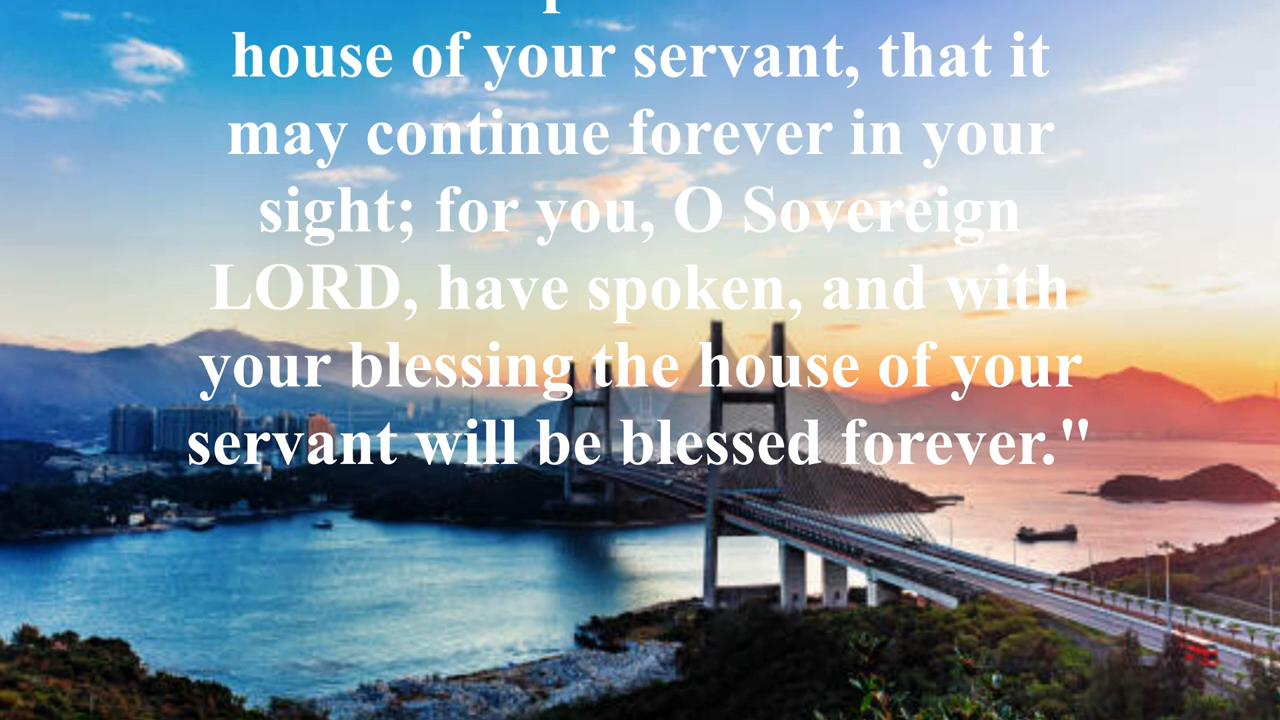 house of your servant, that it
may continue forever in your
sight; for you, O Sovereign
LORD, have spoken, and with
your blessing the house of your
servant will be blessed forever."